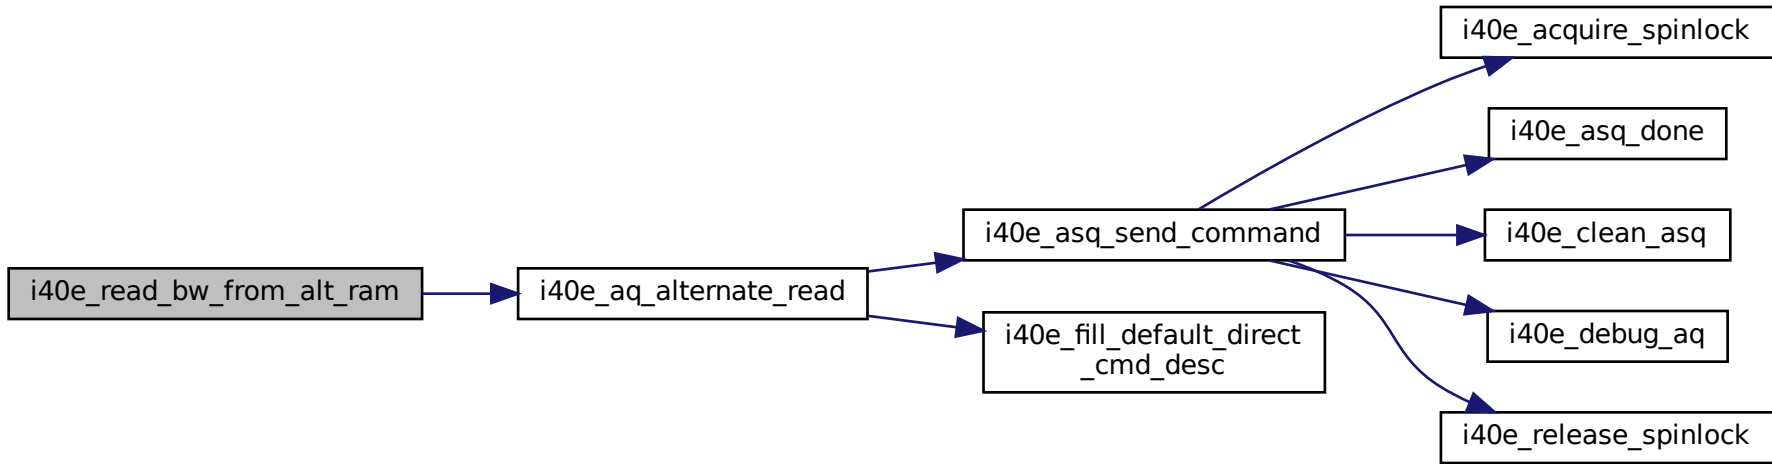 i40e_read_bw_from_alt_ram
i40e_aq_alternate_read
i40e_asq_send_command
i40e_fill_default_direct
_cmd_desc
i40e_acquire_spinlock
i40e_asq_done
i40e_clean_asq
i40e_debug_aq
i40e_release_spinlock